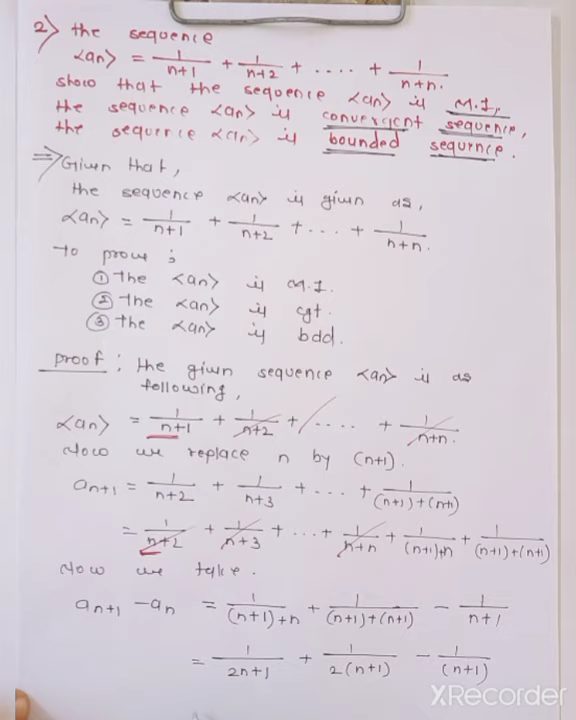 2> the sequence
<an> = 1/n+1 + 1/n+2 + .... + 1/n+n.
show that the sequence <an> is M.I,
the sequence <an> is convergent sequence,
the sequence <an> is bounded sequence.
=> Given that,
the sequence <an> is given as,
<an> = 1/n+1 + 1/n+2 + ... + 1/n+n.
To prove :
① The <an> is M.I.
② The <an> is cgt.
③ The <an> is bdd.
proof : the given sequence <an> is as
following,
<an> = 1/n+1 + 1/n+2 + .... + 1/n+n.
Now we replace n by (n+1).
an+1 = 1/n+2 + 1/n+3 + ... + 1/(n+1)+(n+1)
= 1/n+2 + 1/n+3 + ... + 1/n+n + 1/(n+1)+n + 1/(n+1)+(n+1)
Now we take.
an+1 - an = 1/(n+1)+n + 1/(n+1)+(n+1) - 1/n+1
= 1/2n+1 + 1/2(n+1) - 1/(n+1)
XRecorder